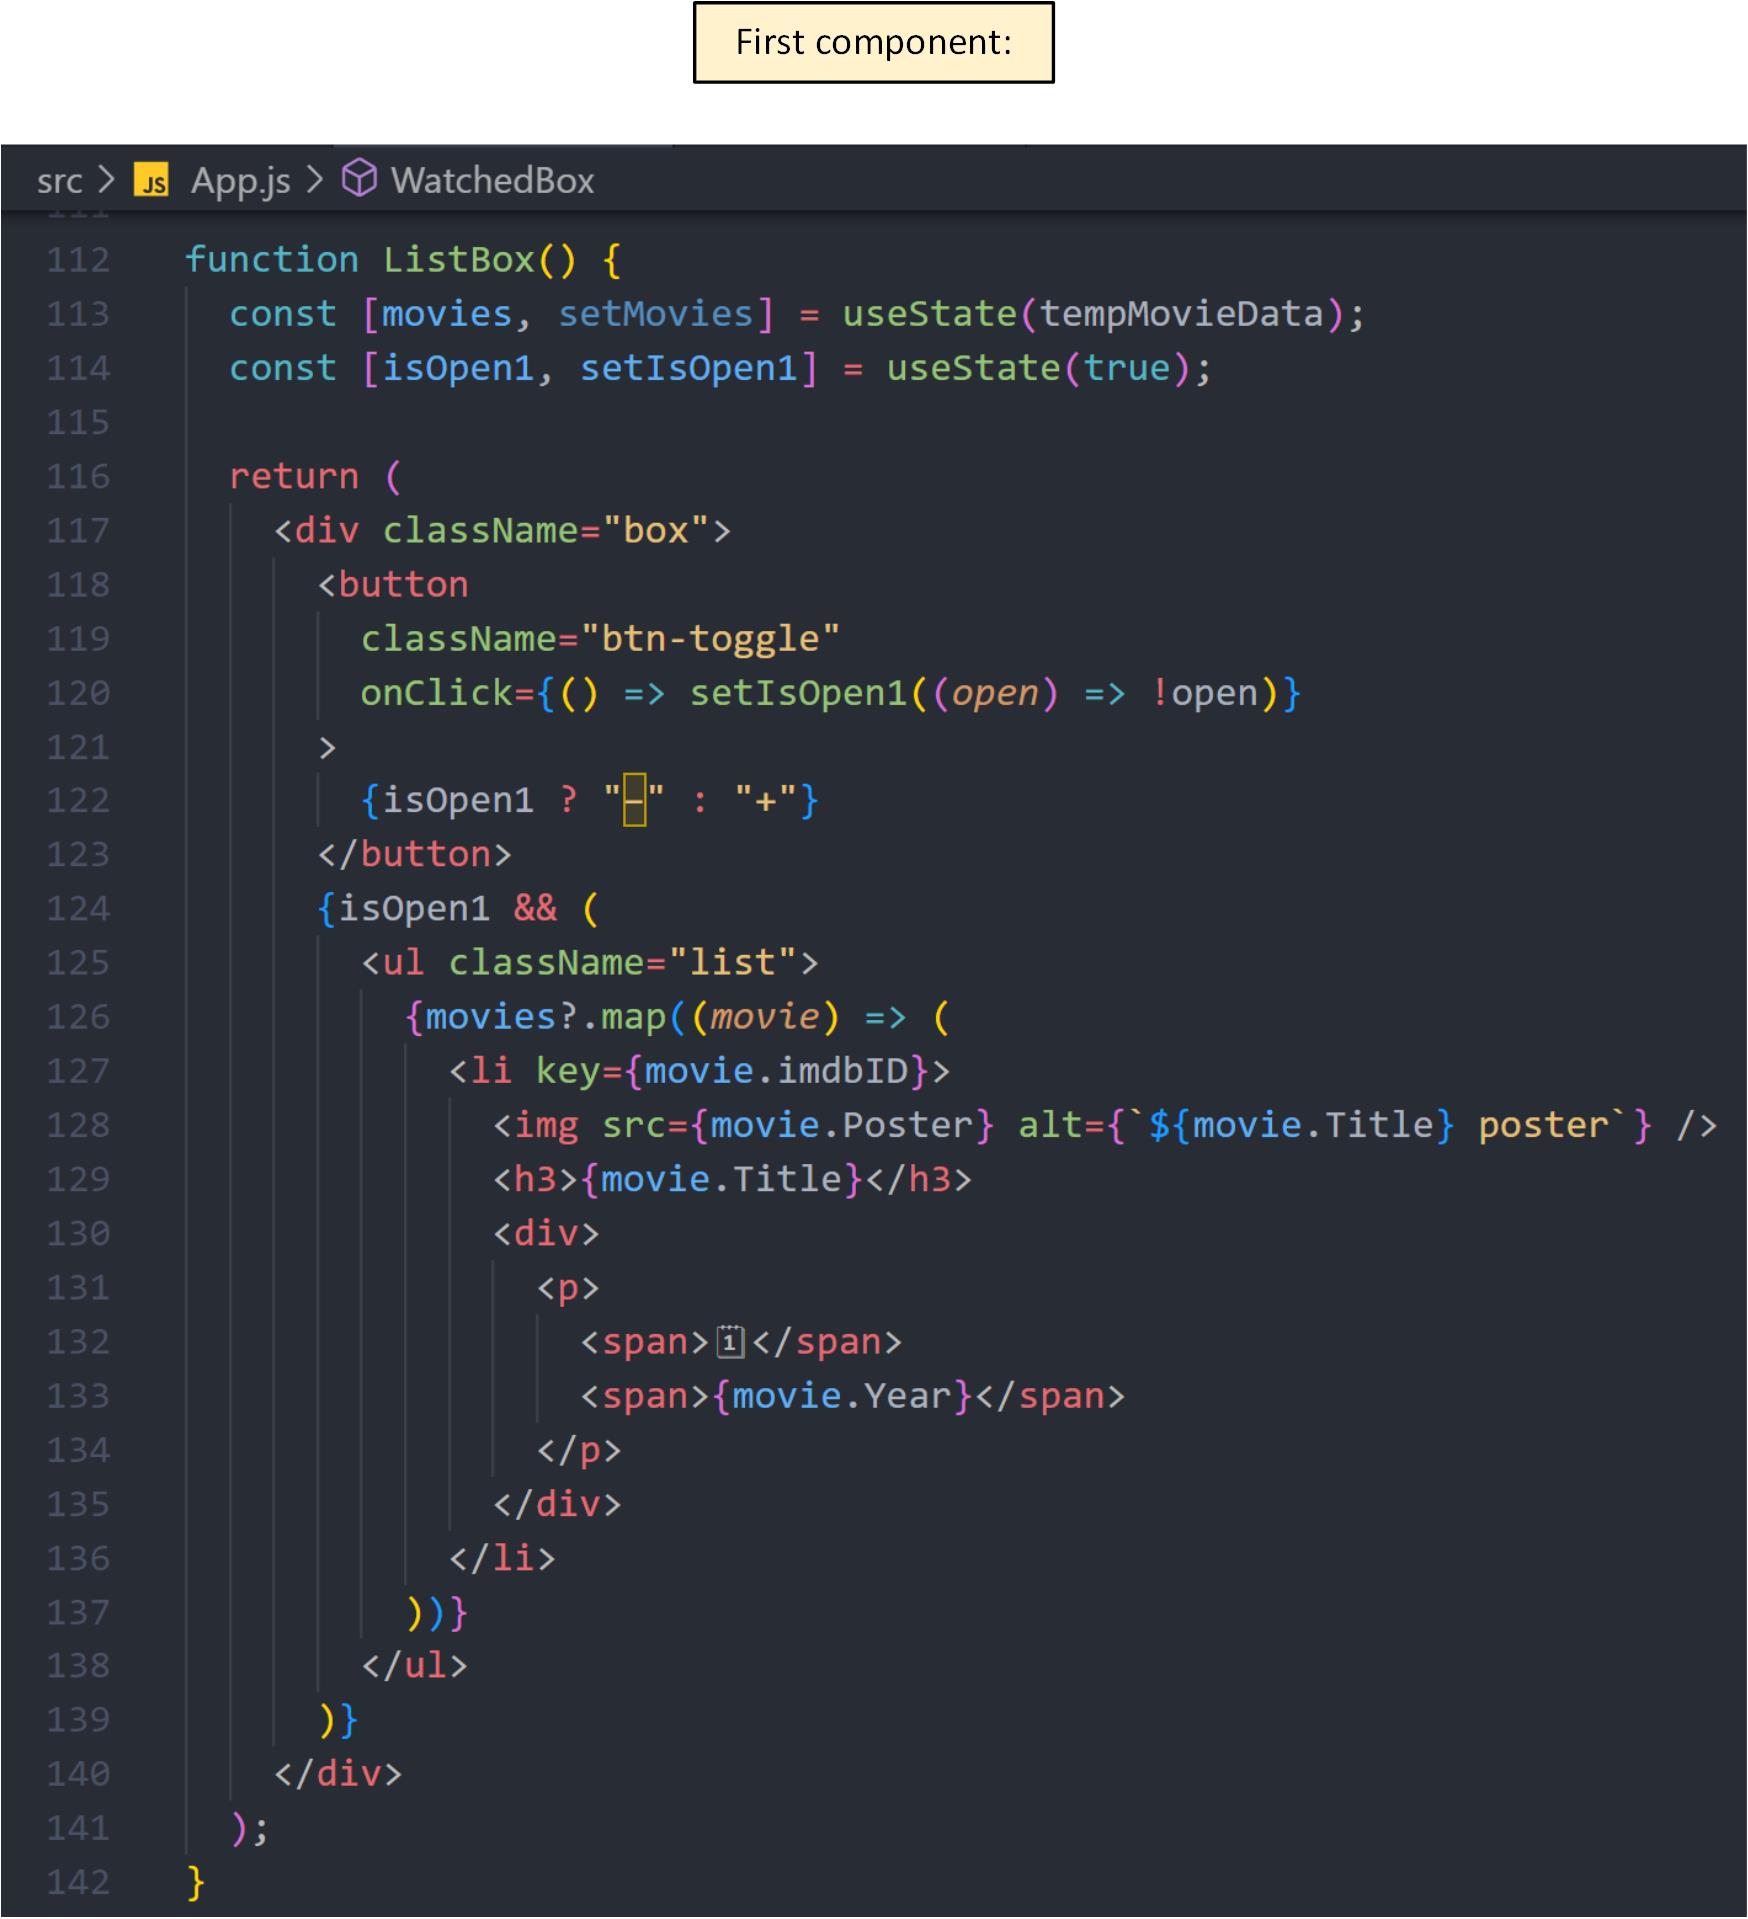 First component:
src > JS App.js > WatchedBox
111
112 function ListBox() {
113   const [movies, setMovies] = useState(tempMovieData);
114   const [isOpen1, setIsOpen1] = useState(true);
115
116   return (
117     <div className="box">
118       <button
119         className="btn-toggle"
120         onClick={() => setIsOpen1((open) => !open)}
121       >
122         {isOpen1 ? "–" : "+"}
123       </button>
124       {isOpen1 && (
125         <ul className="list">
126           {movies?.map((movie) => (
127             <li key={movie.imdbID}>
128               <img src={movie.Poster} alt={`${movie.Title} poster`} />
129               <h3>{movie.Title}</h3>
130               <div>
131                 <p>
132                   <span>🗓</span>
133                   <span>{movie.Year}</span>
134                 </p>
135               </div>
136             </li>
137           ))}
138         </ul>
139       )}
140     </div>
141   );
142 }